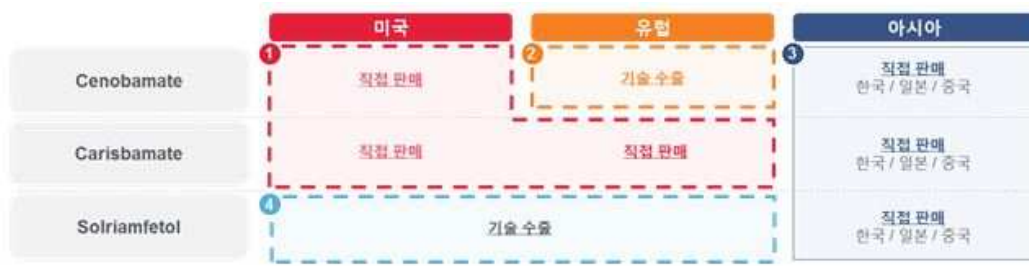 미국
유럽
아시아
1
2
3
Cenobamate
직접 판매
기술 수출
직접 판매
한국 / 일본 / 중국
Carisbamate
직접 판매
직접 판매
직접 판매
한국 / 일본 / 중국
4
Solriamfetol
기술 수출
직접 판매
한국 / 일본 / 중국